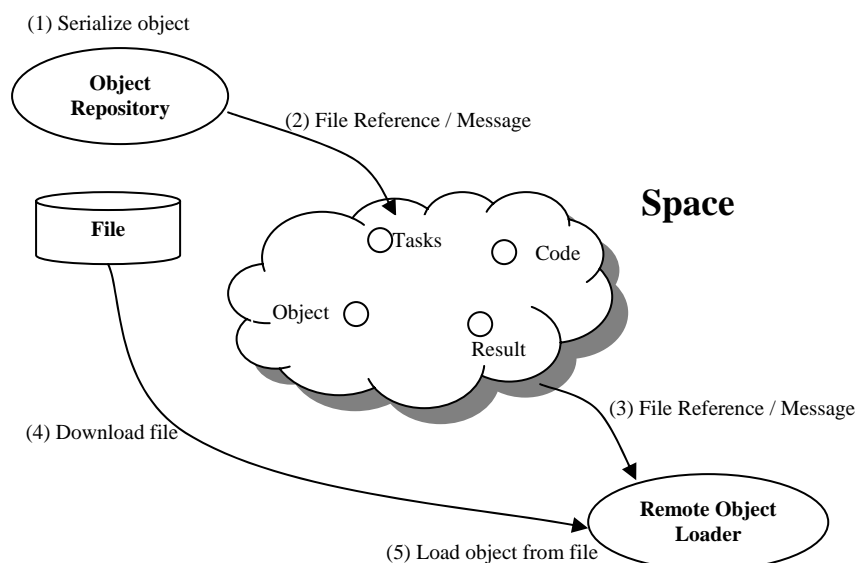 (1) Serialize object
Object
Repository
(2) File Reference / Message
Space
File
Tasks
Code
Object
Result
(3) File Reference / Message
(4) Download file
Remote Object
Loader
(5) Load object from file